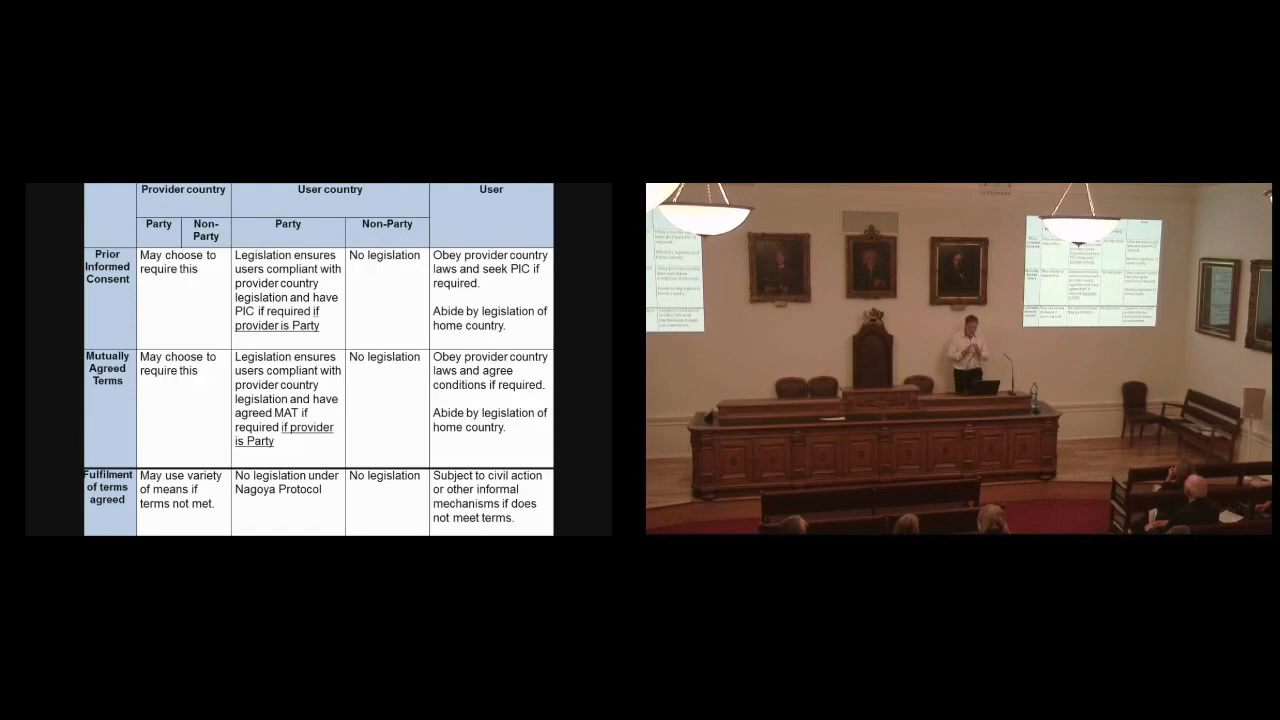 Provider country
User country
User
Party
Non-
Party
Party
Non-Party
Prior
Informed
Consent
May choose to
require this
Legislation ensures
users compliant with
provider country
legislation and have
PIC if required if
provider is Party
No legislation
Obey provider country
laws and seek PIC if
required.
Abide by legislation of
home country.
Mutually
Agreed
Terms
May choose to
require this
Legislation ensures
users compliant with
provider country
legislation and have
agreed MAT if
required if provider
is Party
No legislation
Obey provider country
laws and agree
conditions if required.
Abide by legislation of
home country.
Fulfilment
of terms
agreed
May use variety
of means if
terms not met.
No legislation under
Nagoya Protocol
No legislation
Subject to civil action
or other informal
mechanisms if does
not meet terms.